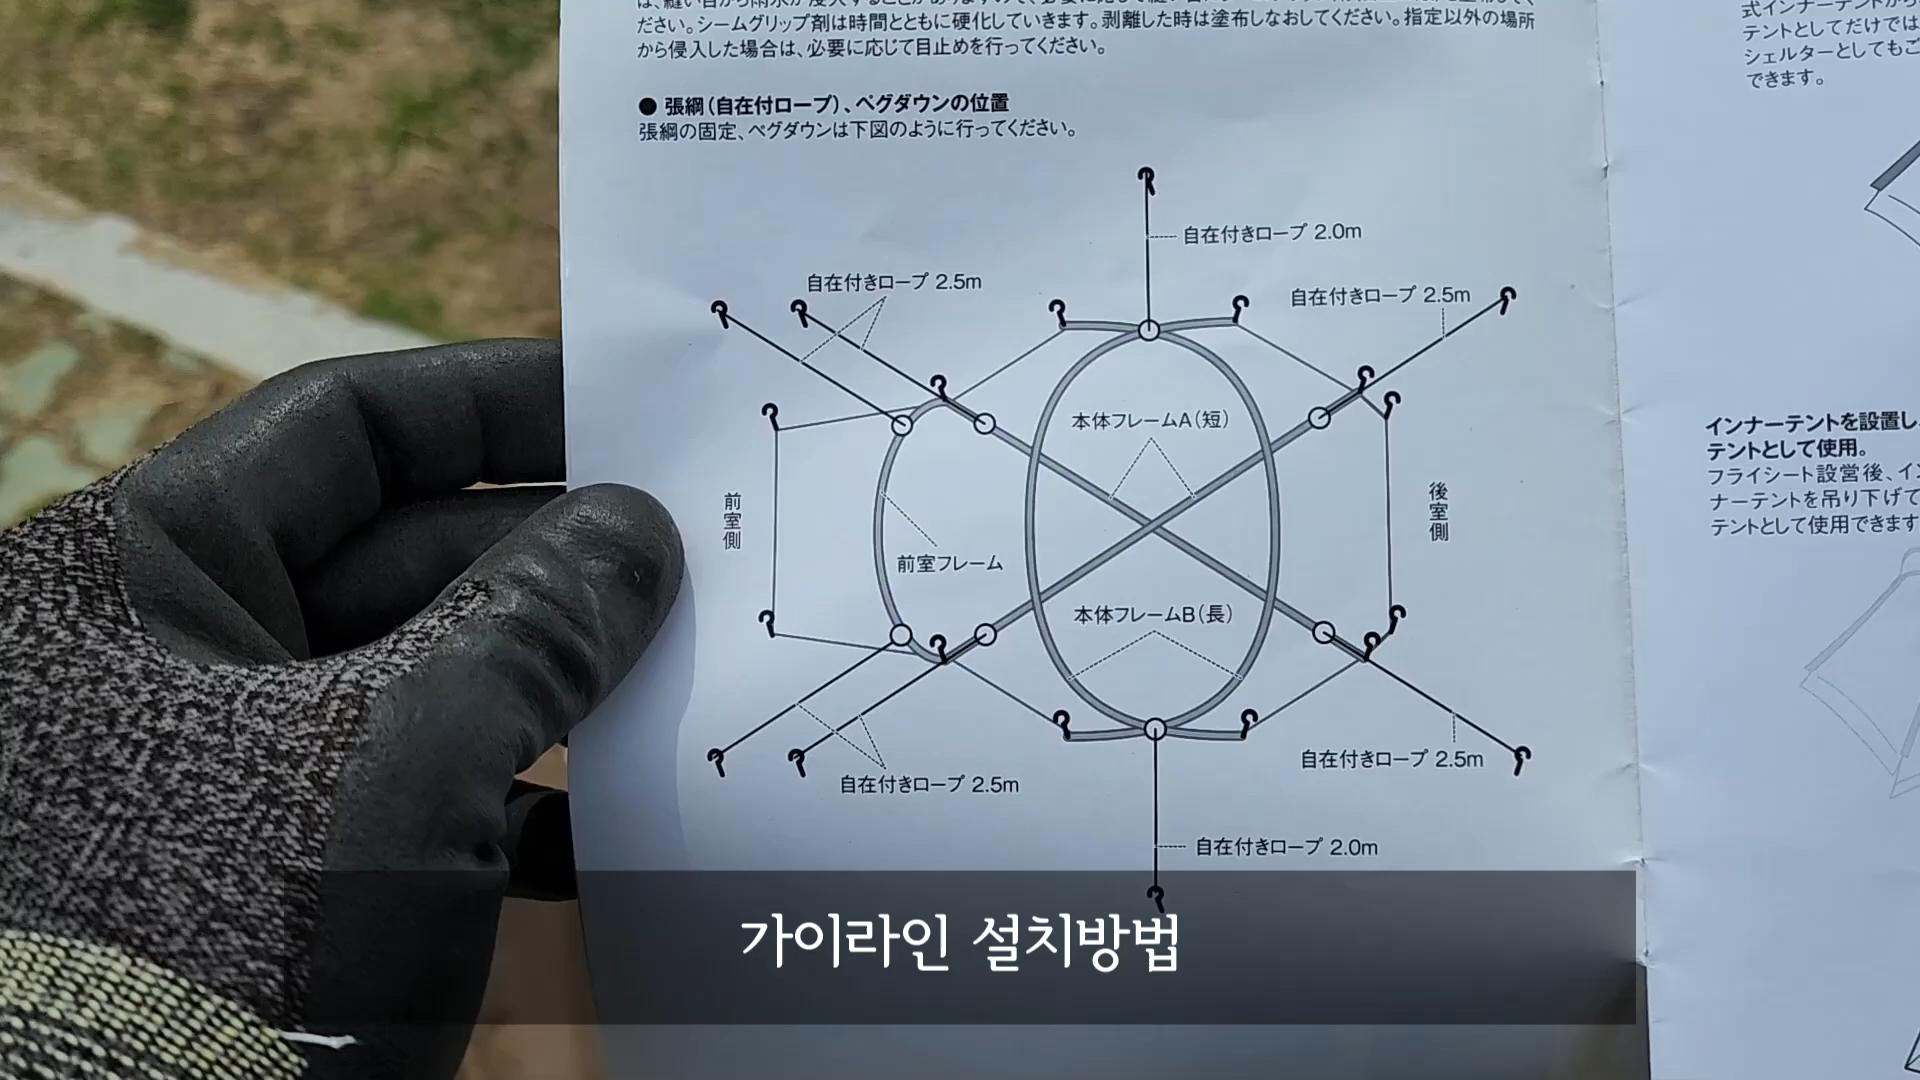 ださい。シームグリップ剤は時間とともに硬化していきます。剥離した時は塗布しなおしてください。指定以外の場所
から侵入した場合は、必要に応じて目止めを行ってください。
● 張綱(自在付ロープ)、ペグダウンの位置
張綱の固定、ペグダウンは下図のように行ってください。
自在付きロープ 2.0m
自在付きロープ 2.5m
自在付きロープ 2.5m
本体フレームA(短)
前室側
後室側
前室フレーム
本体フレームB(長)
自在付きロープ 2.5m
自在付きロープ 2.5m
自在付きロープ 2.0m
가이라인 설치방법
テントとしてだけでは
シェルターとしてもご
できます。
インナーテントを設置し
テントとして使用。
フライシート設営後、イン
ナーテントを吊り下げて
テントとして使用できます